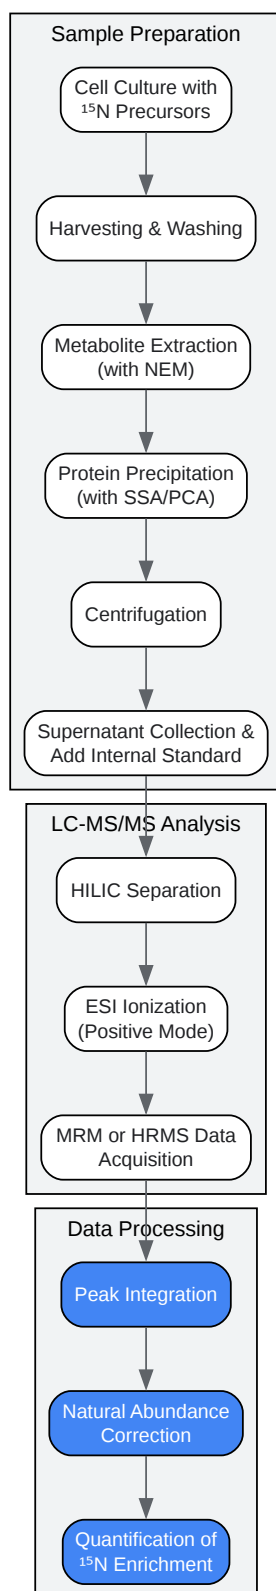 Sample Preparation
Cell Culture with
¹⁵N Precursors
Harvesting & Washing
Metabolite Extraction
(with NEM)
Protein Precipitation
(with SSA/PCA)
Centrifugation
Supernatant Collection &
Add Internal Standard
LC-MS/MS Analysis
HILIC Separation
ESI Ionization
(Positive Mode)
MRM or HRMS Data
Acquisition
Data Processing
Peak Integration
Natural Abundance
Correction
Quantification of
¹⁵N Enrichment